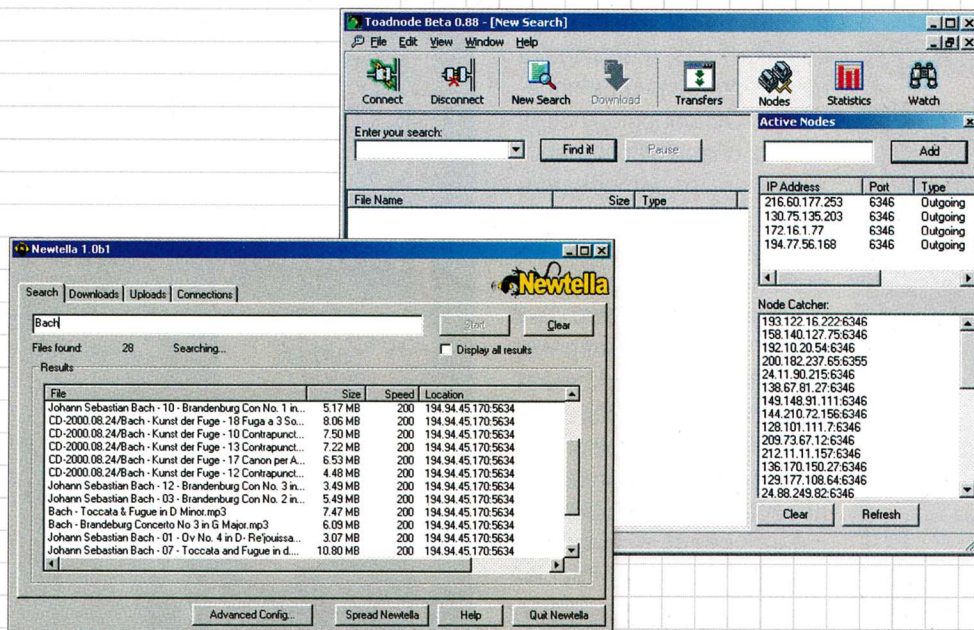 Toadnode Beta 0.88 - [New Search]
File Edit View Window Help
Connect Disconnect New Search Download Transfers Nodes Statistics Watch
Enter your search:
Find it! Pause
File Name Size Type
Active Nodes
Add
IP Address Port Type
216.60.177.253 6346 Outgoing
130.75.135.203 6346 Outgoing
172.16.1.77 6346 Outgoing
194.77.56.168 6346 Outgoing
Node Catcher:
193.122.16.222:6346
158.140.127.75:6346
192.10.20.54:6346
200.182.237.65:6355
24.11.90.215:6346
138.67.81.27:6346
149.148.91.111:6346
144.210.72.156:6346
128.101.111.7:6346
209.73.67.12:6346
212.11.11.157:6346
136.170.150.27:6346
129.177.108.64:6346
24.88.249.82:6346
Clear Refresh
Newtella 1.0b1
Newtella
Search Downloads Uploads Connections
Bach
Start Clear
Files found: 28 Searching...
Display all results
Results
File Size Speed Location
Johann Sebastian Bach - 10 - Brandenburg Con No. 1 in... 5.17 MB 200 194.94.45.170:5634
CD-2000.08.24/Bach - Kunst der Fuge - 18 Fuga a 3 So... 8.06 MB 200 194.94.45.170:5634
CD-2000.08.24/Bach - Kunst der Fuge - 10 Contrapunct... 7.50 MB 200 194.94.45.170:5634
CD-2000.08.24/Bach - Kunst der Fuge - 13 Contrapunct... 7.22 MB 200 194.94.45.170:5634
CD-2000.08.24/Bach - Kunst der Fuge - 17 Canon per A... 6.53 MB 200 194.94.45.170:5634
CD-2000.08.24/Bach - Kunst der Fuge - 12 Contrapunct... 4.48 MB 200 194.94.45.170:5634
Johann Sebastian Bach - 12 - Brandenburg Con No. 3 in... 3.49 MB 200 194.94.45.170:5634
Johann Sebastian Bach - 03 - Brandenburg Con No. 2 in... 5.49 MB 200 194.94.45.170:5634
Bach - Toccata & Fugue in D Minor.mp3 7.47 MB 200 194.94.45.170:5634
Bach - Brandeburg Concerto No 3 in G Major.mp3 6.09 MB 200 194.94.45.170:5634
Johann Sebastian Bach - 01 - Ov No. 4 in D- Re'jouissa... 3.07 MB 200 194.94.45.170:5634
Johann Sebastian Bach - 07 - Toccata and Fugue in d.... 10.80 MB 200 194.94.45.170:5634
Advanced Config... Spread Newtella Help Quit Newtella